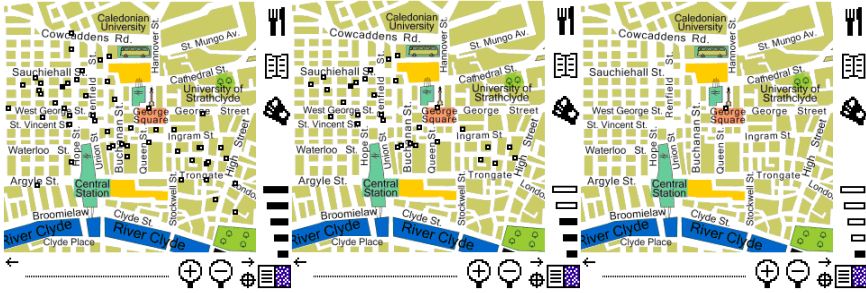 Caledonian
University
Cowcaddens Rd.
Hannover St.
St. Mungo Av.
Sauchiehall St.
Renfield St.
Cathedral St.
University of
Strathclyde
West George St.
George
Square
George Street
St. Vincent St.
Hope St.
Union St.
Buchanan St.
Queen St.
Ingram St
High Street
Waterloo St.
Trongate
Argyle St.
Central
Station
Stockwell St.
London
Broomielaw
Clyde St.
River Clyde
River Clyde
Clyde Place
Caledonian
University
Cowcaddens Rd.
Hannover St.
St. Mungo Av.
Sauchiehall St.
Renfield St.
Cathedral St.
University of
Strathclyde
West George St.
George
Square
George Street
St. Vincent St.
Hope St.
Union St.
Buchanan St.
Queen St.
Ingram St
High Street
Waterloo St.
Trongate
Argyle St.
Central
Station
Stockwell St.
London
Broomielaw
Clyde St.
River Clyde
River Clyde
Clyde Place
Caledonian
University
Cowcaddens Rd.
Hannover St.
St. Mungo Av.
Sauchiehall St.
Renfield St.
Cathedral St.
University of
Strathclyde
West George St.
George
Square
George Street
St. Vincent St.
Hope St.
Union St.
Buchanan St.
Queen St.
Ingram St
High Street
Waterloo St.
Trongate
Argyle St.
Central
Station
Stockwell St.
London
Broomielaw
Clyde St.
River Clyde
River Clyde
Clyde Place